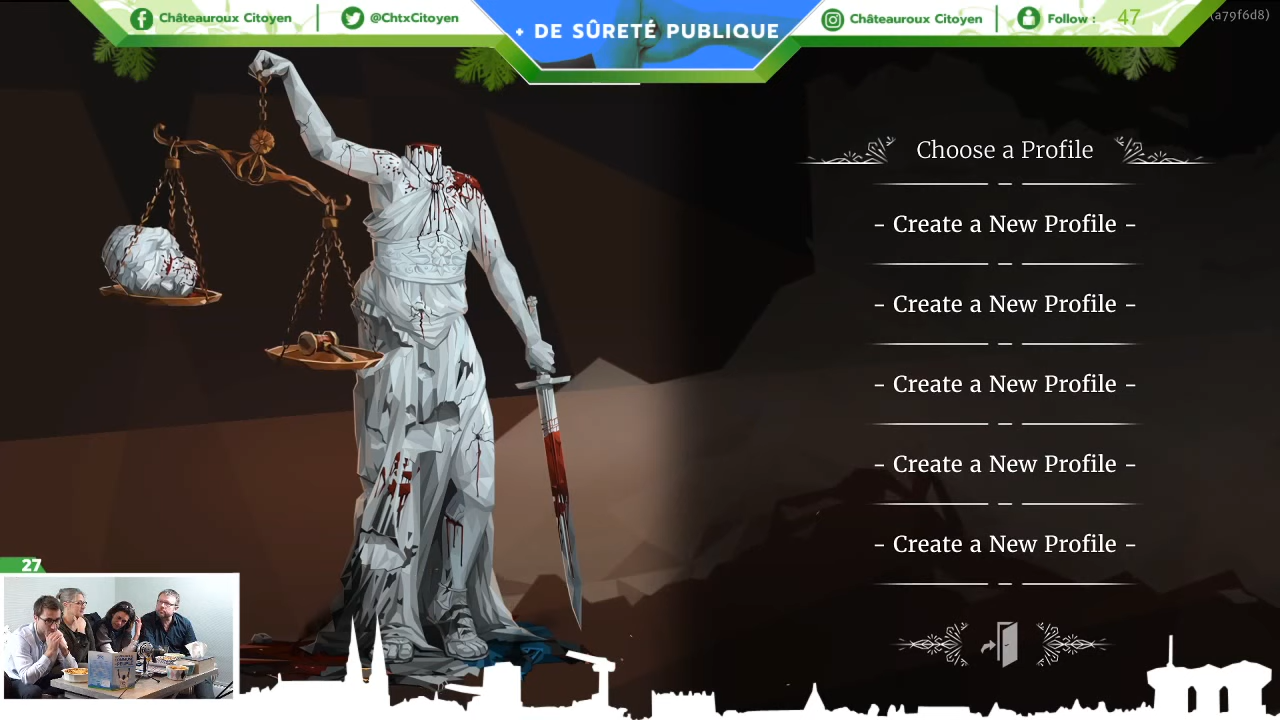 Châteauroux Citoyen
@ChtxCitoyen
+ DE SÛRETÉ PUBLIQUE
Châteauroux Citoyen
Follow :
47
(a79f6d8)
Choose a Profile
- Create a New Profile -
- Create a New Profile -
- Create a New Profile -
- Create a New Profile -
- Create a New Profile -
27